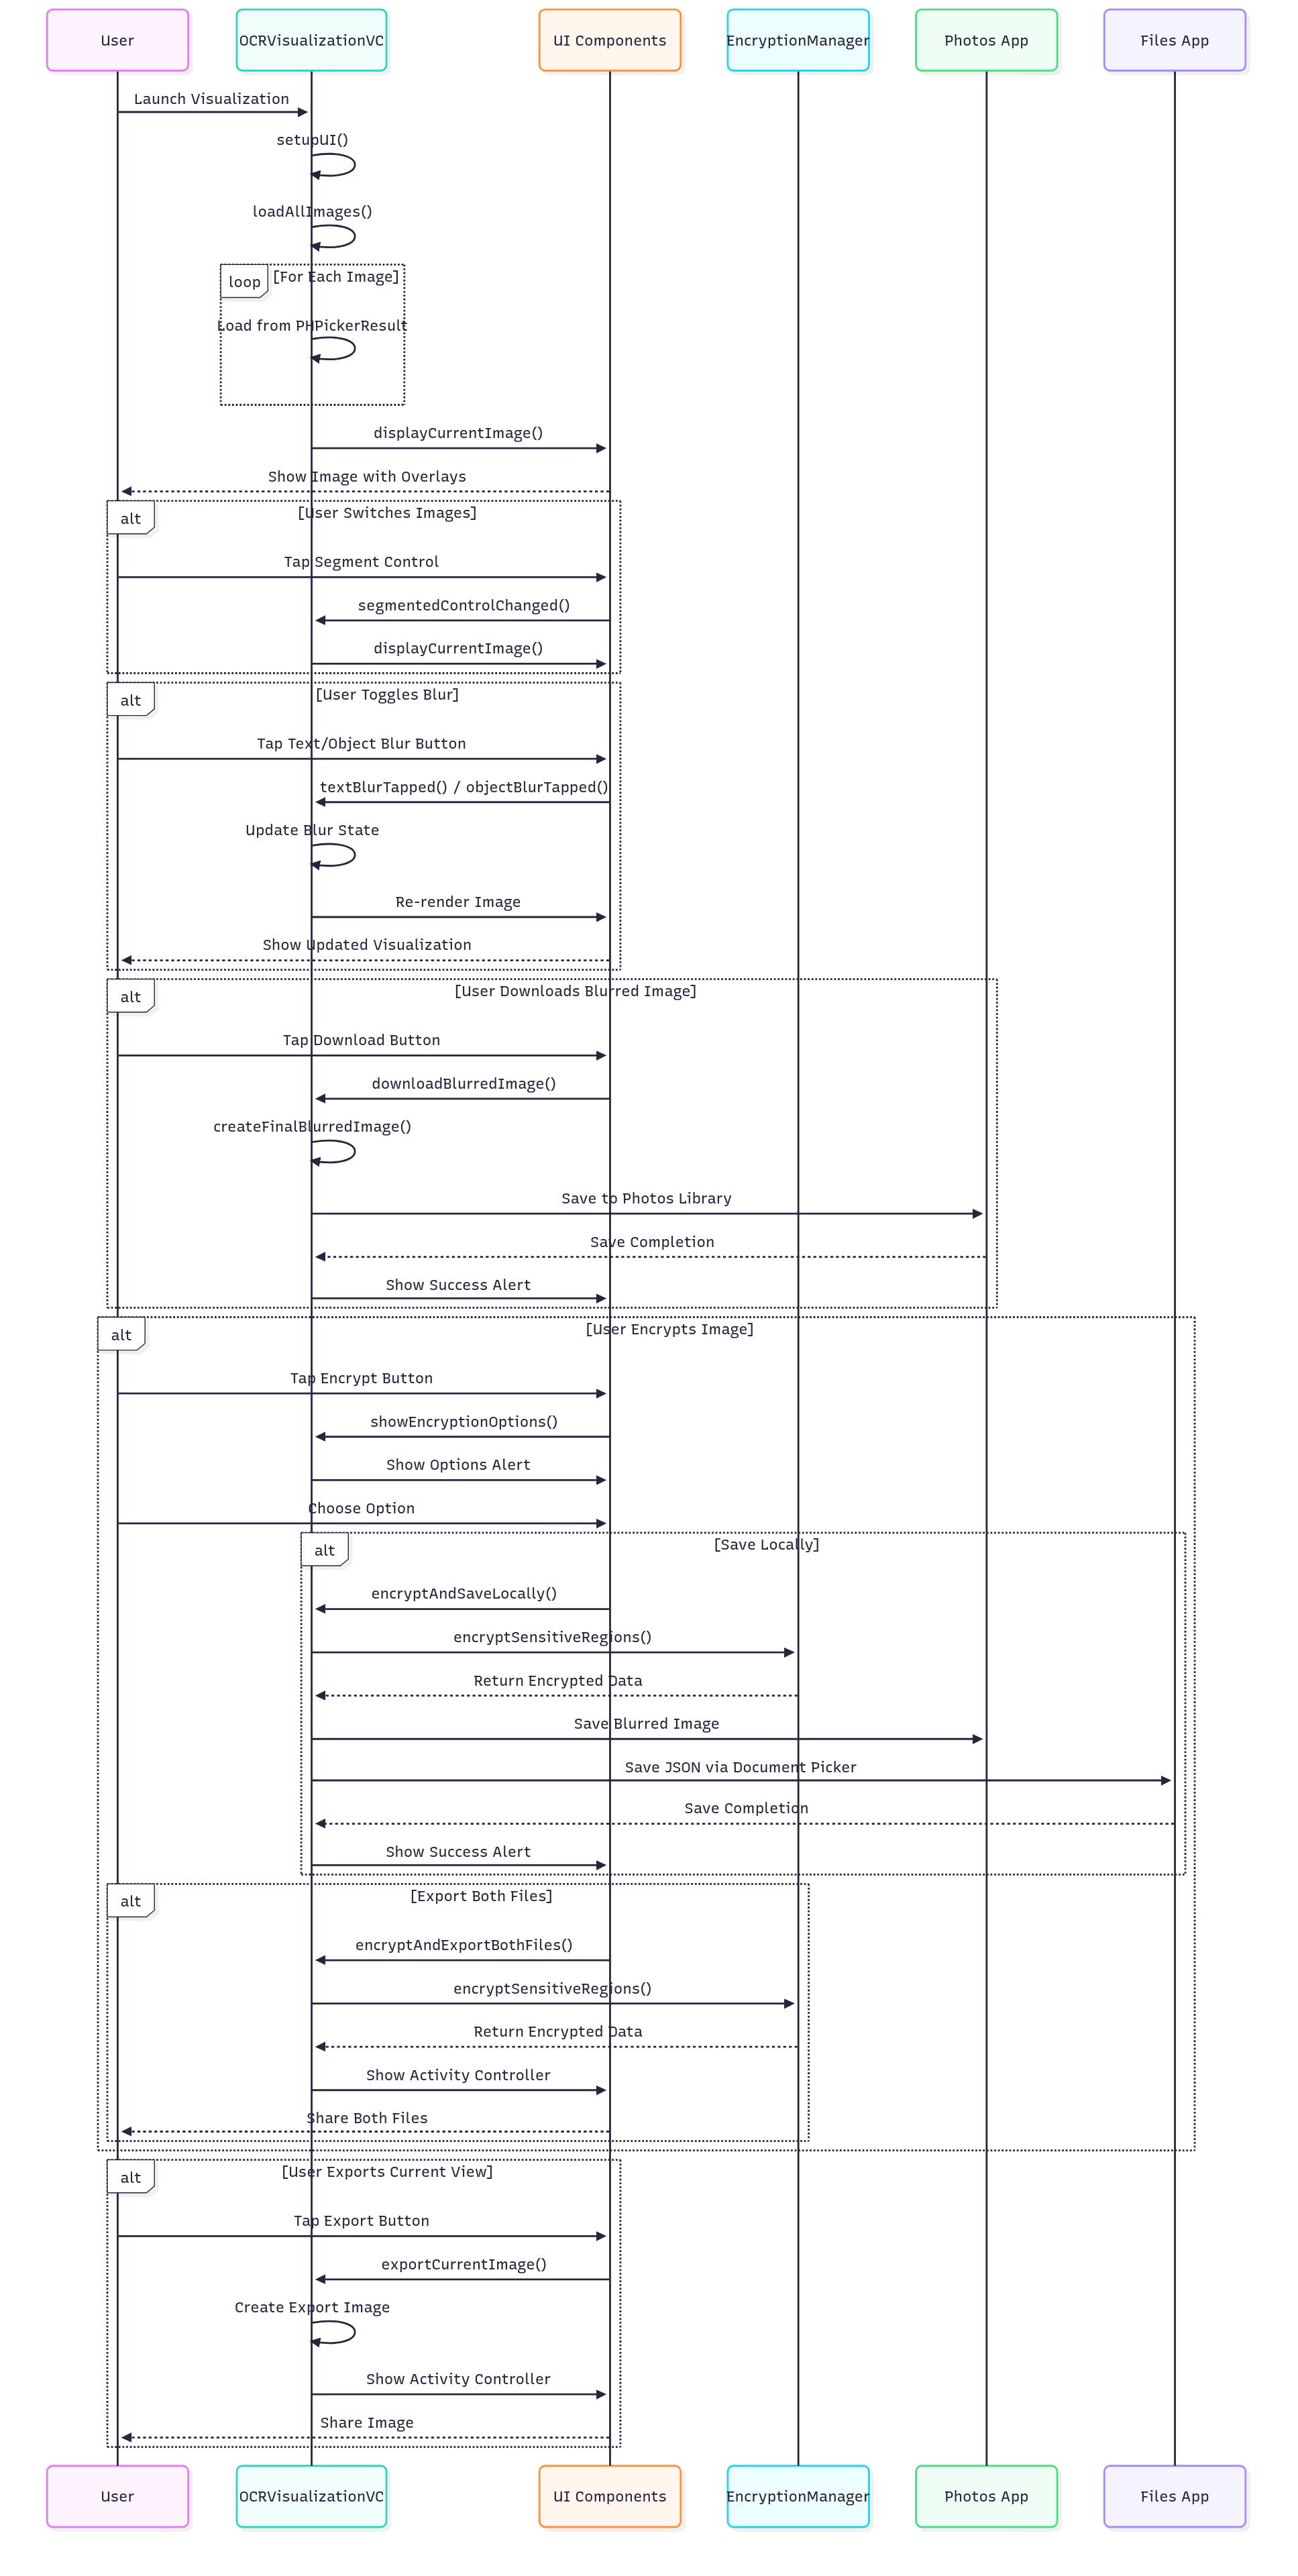 User
OCRVisualizationVC
UI Components
EncryptionManager
Photos App
Files App
Launch Visualization
setupUI()
loadAllImages()
loop
[For Each Image]
Load from PHPickerResult
displayCurrentImage()
Show Image with Overlays
alt
[User Switches Images]
Tap Segment Control
segmentedControlChanged()
displayCurrentImage()
alt
[User Toggles Blur]
Tap Text/Object Blur Button
textBlurTapped() / objectBlurTapped()
Update Blur State
Re-render Image
Show Updated Visualization
alt
[User Downloads Blurred Image]
Tap Download Button
downloadBlurredImage()
createFinalBlurredImage()
Save to Photos Library
Save Completion
Show Success Alert
alt
[User Encrypts Image]
Tap Encrypt Button
showEncryptionOptions()
Show Options Alert
Choose Option
alt
[Save Locally]
encryptAndSaveLocally()
encryptSensitiveRegions()
Return Encrypted Data
Save Blurred Image
Save JSON via Document Picker
Save Completion
Show Success Alert
alt
[Export Both Files]
encryptAndExportBothFiles()
encryptSensitiveRegions()
Return Encrypted Data
Show Activity Controller
Share Both Files
alt
[User Exports Current View]
Tap Export Button
exportCurrentImage()
Create Export Image
Show Activity Controller
Share Image
User
OCRVisualizationVC
UI Components
EncryptionManager
Photos App
Files App